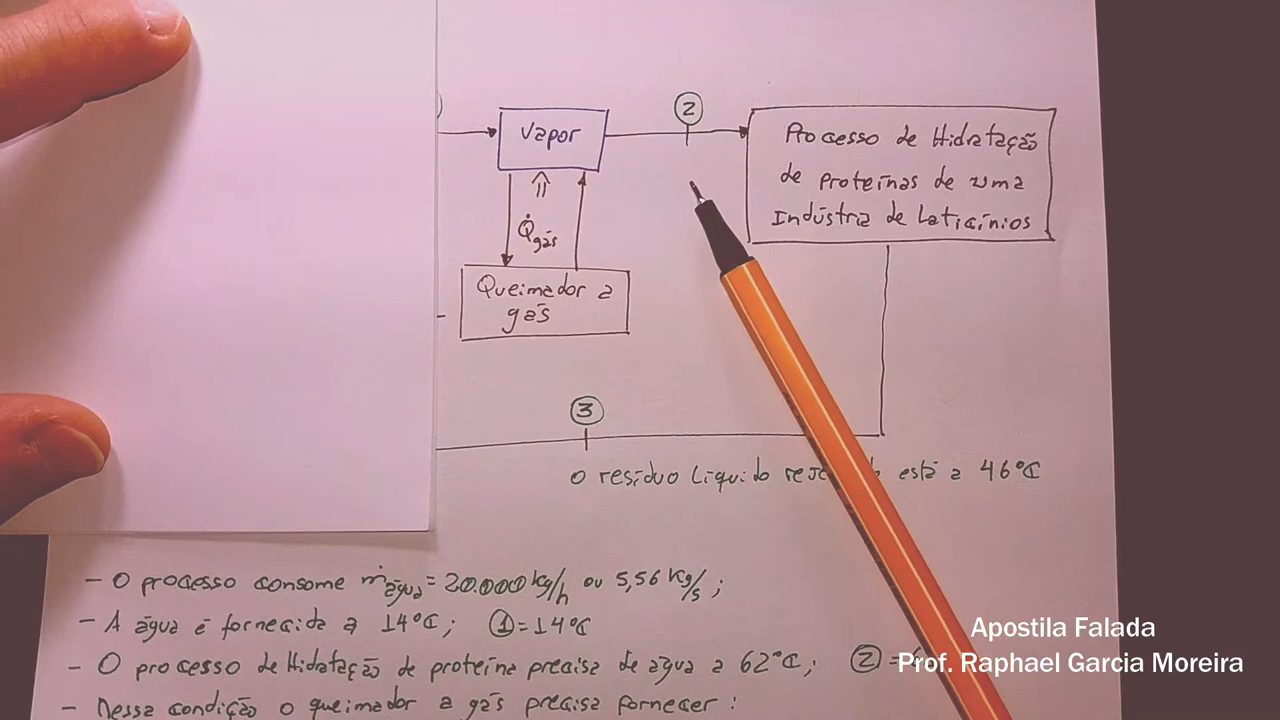 2
Vapor
Processo de Hidratação
de proteínas de uma
Indústria de Laticínios
Q̇gás
Queimador a
gás
3
o resíduo líquido está a 46°C
- O processo consome ṁágua = 20.000 kg/h ou 5,56 kg/s;
- A água é fornecida a 14°C; ① = 14°C
- O processo de Hidratação de proteína precisa de água a 62°C; ② =
- Nessa condição o queimador a gás precisa fornecer :
Apostila Falada
Prof. Raphael Garcia Moreira